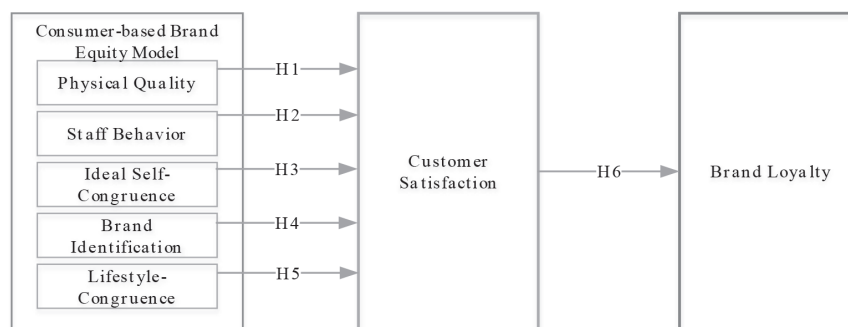 Consumer-based Brand
Equity Model
Physical Quality
H1
Staff Behavior
H2
Ideal Self-
Congruence
H3
Brand
Identification
H4
Lifestyle-
Congruence
H5
Customer
Satisfaction
H6
Brand Loyalty